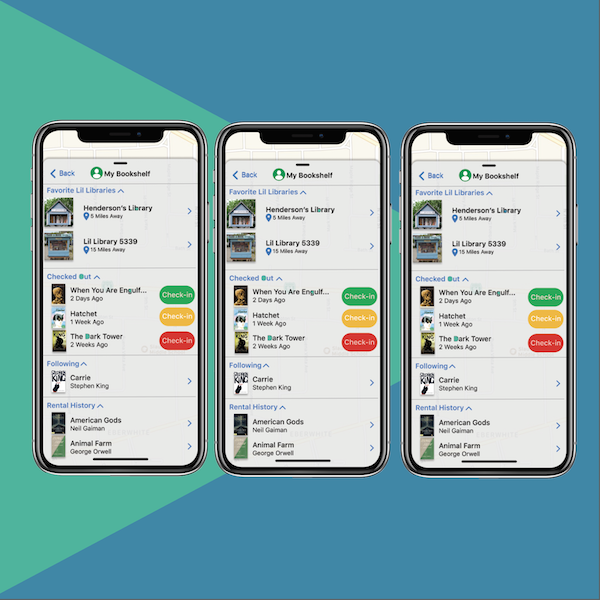 Back My Bookshelf
Favorite Lil Libraries
Henderson's Library
5 Miles Away
Lil Library 5339
15 Miles Away
Checked Out
When You Are Engulf...
2 Days Ago
Check-in
Hatchet
1 Week Ago
Check-in
The Dark Tower
2 Weeks Ago
Check-in
Following
Carrie
Stephen King
Rental History
American Gods
Neil Gaiman
Animal Farm
George Orwell
Back My Bookshelf
Favorite Lil Libraries
Henderson's Library
5 Miles Away
Lil Library 5339
15 Miles Away
Checked Out
When You Are Engulf...
2 Days Ago
Check-in
Hatchet
1 Week Ago
Check-in
The Dark Tower
2 Weeks Ago
Check-in
Following
Carrie
Stephen King
Rental History
American Gods
Neil Gaiman
Animal Farm
George Orwell
Back My Bookshelf
Favorite Lil Libraries
Henderson's Library
5 Miles Away
Lil Library 5339
15 Miles Away
Checked Out
When You Are Engulf...
2 Days Ago
Check-in
Hatchet
1 Week Ago
Check-in
The Dark Tower
2 Weeks Ago
Check-in
Following
Carrie
Stephen King
Rental History
American Gods
Neil Gaiman
Animal Farm
George Orwell